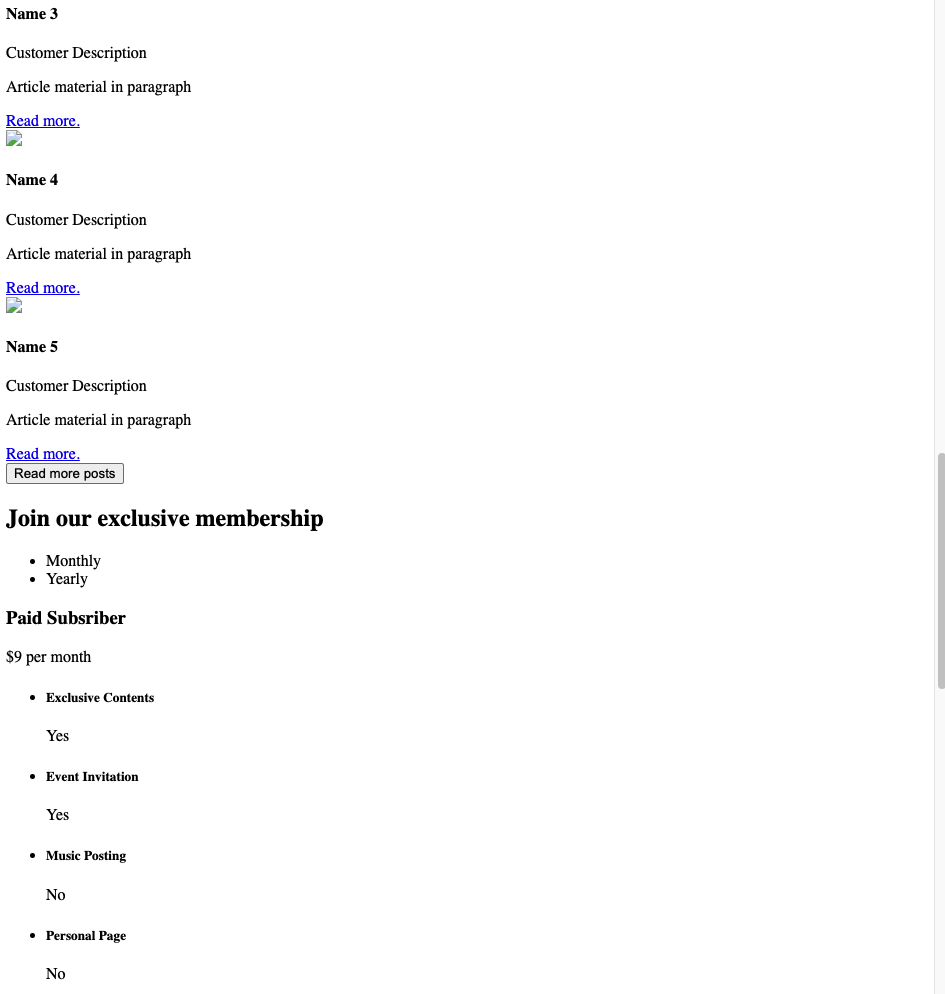 Name 3
Customer Description
Article material in paragraph
Read more.
Name 4
Customer Description
Article material in paragraph
Read more.
Name 5
Customer Description
Article material in paragraph
Read more.
Read more posts
Join our exclusive membership
Monthly
Yearly
Paid Subsriber
$9 per month
Exclusive Contents
Yes
Event Invitation
Yes
Music Posting
No
Personal Page
No